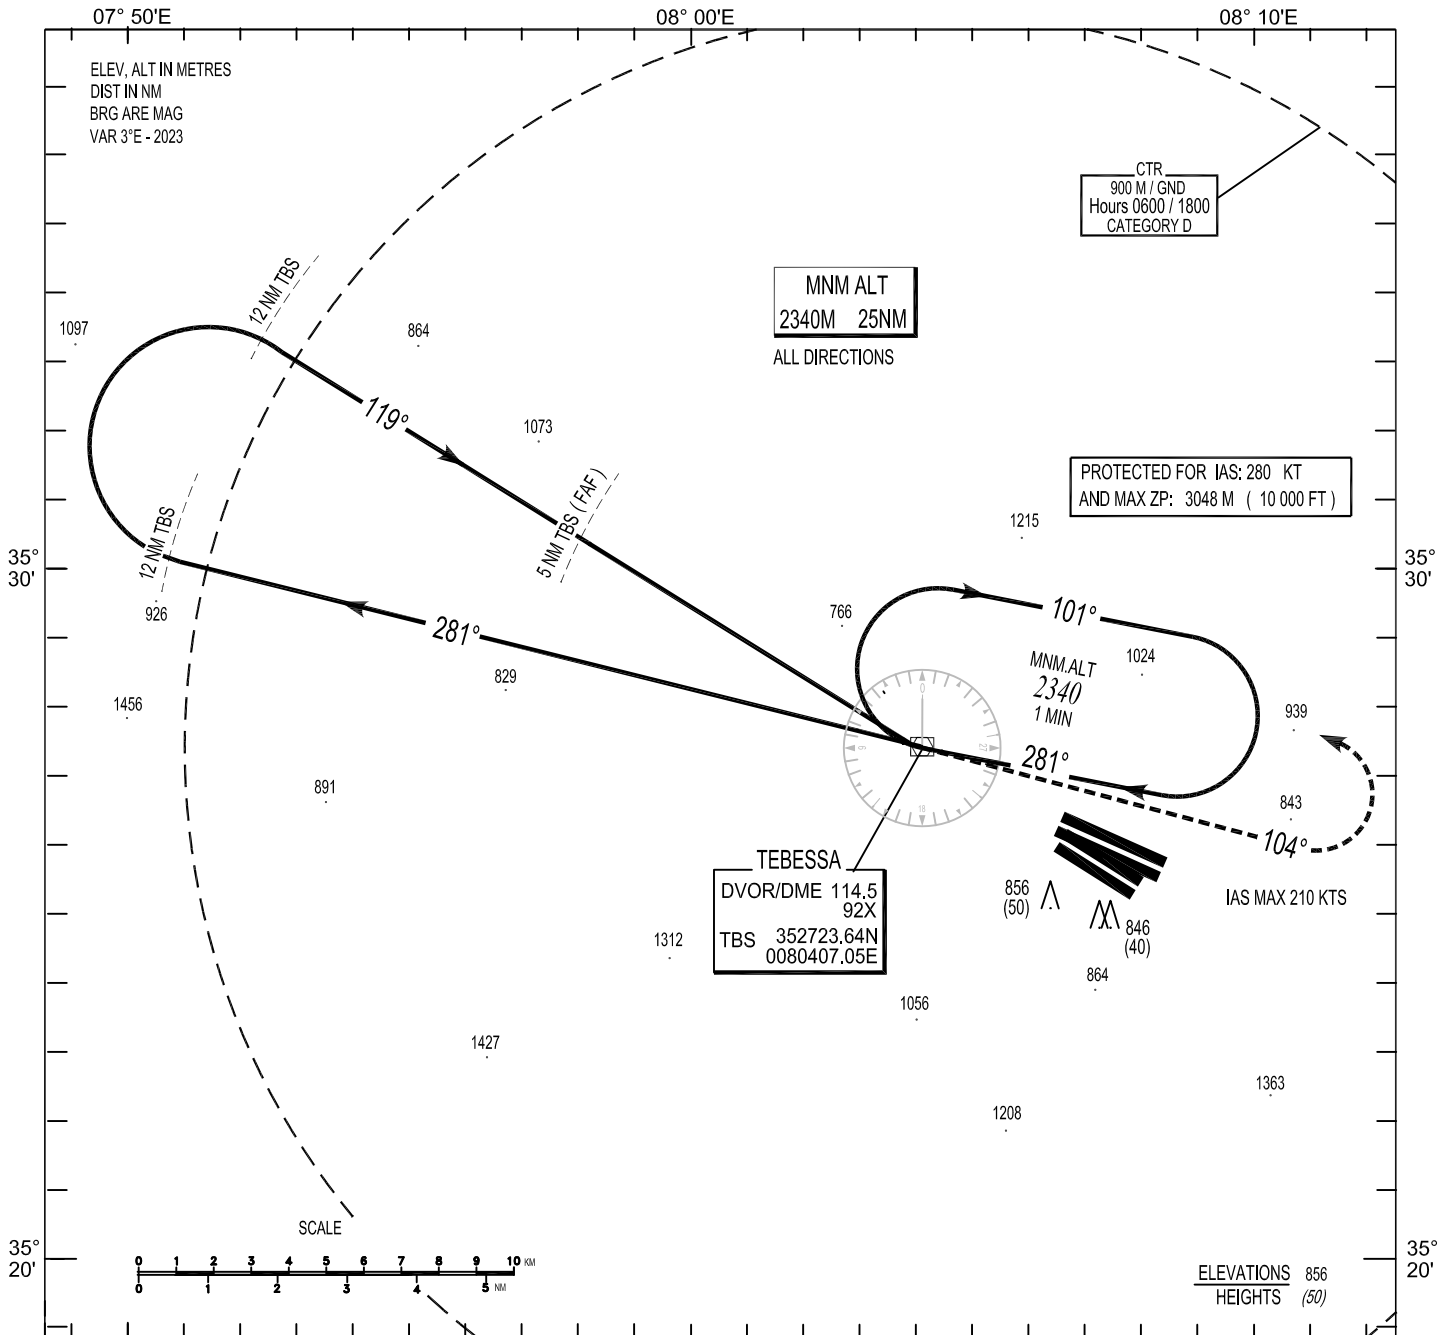 07° 50'E
08° 00'E
08° 10'E
ELEV, ALT IN METRES
DIST IN NM
BRG ARE MAG
VAR 3°E - 2023
CTR
900 M / GND
Hours 0600 / 1800
CATEGORY D
12 NM TBS
MNM ALT
2340M 25NM
ALL DIRECTIONS
1097
864
119°
1073
PROTECTED FOR IAS: 280 KT
AND MAX ZP: 3048 M ( 10 000 FT )
5 NM TBS ( FAF )
1215
12 NM TBS
35°
30'
35°
30'
926
281°
766
101°
829
MNM.ALT
2340
1 MIN
1024
1456
939
0
9
27
18
281°
891
843
104°
TEBESSA
DVOR/DME 114.5
92X
TBS 352723.64N
0080407.05E
856
(50)
IAS MAX 210 KTS
846
(40)
1312
864
1056
1427
1363
1208
SCALE
35°
20'
35°
20'
0 1 2 3 4 5 6 7 8 9 10 KM
0 1 2 3 4 5 NM
ELEVATIONS 856
HEIGHTS (50)